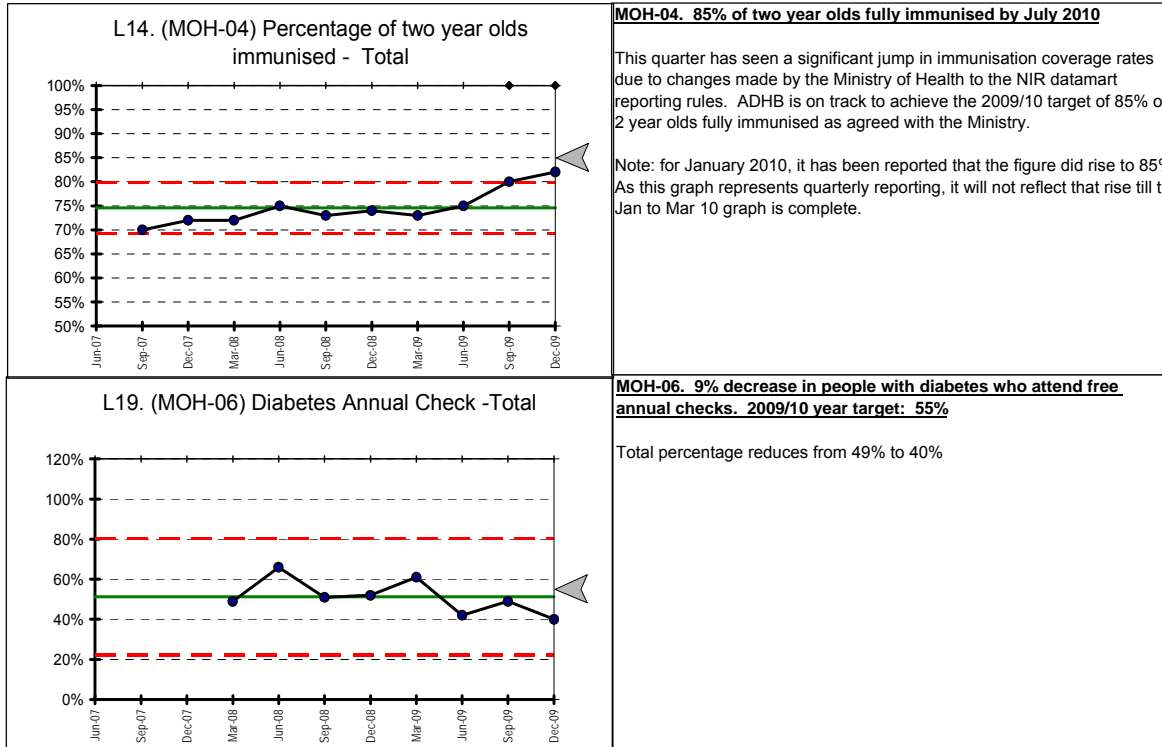 L14. (MOH-04) Percentage of two year olds
immunised - Total
100%
95%
90%
85%
80%
75%
70%
65%
60%
55%
50%
Jun-07
Sep-07
Dec-07
Mar-08
Jun-08
Sep-08
Dec-08
Mar-09
Jun-09
Sep-09
Dec-09
MOH-04. 85% of two year olds fully immunised by July 2010
This quarter has seen a significant jump in immunisation coverage rates
due to changes made by the Ministry of Health to the NIR datamart
reporting rules. ADHB is on track to achieve the 2009/10 target of 85% o
2 year olds fully immunised as agreed with the Ministry.
Note: for January 2010, it has been reported that the figure did rise to 85%
As this graph represents quarterly reporting, it will not reflect that rise till t
Jan to Mar 10 graph is complete.
L19. (MOH-06) Diabetes Annual Check -Total
120%
100%
80%
60%
40%
20%
0%
Jun-07
Sep-07
Dec-07
Mar-08
Jun-08
Sep-08
Dec-08
Mar-09
Jun-09
Sep-09
Dec-09
MOH-06. 9% decrease in people with diabetes who attend free
annual checks. 2009/10 year target: 55%
Total percentage reduces from 49% to 40%